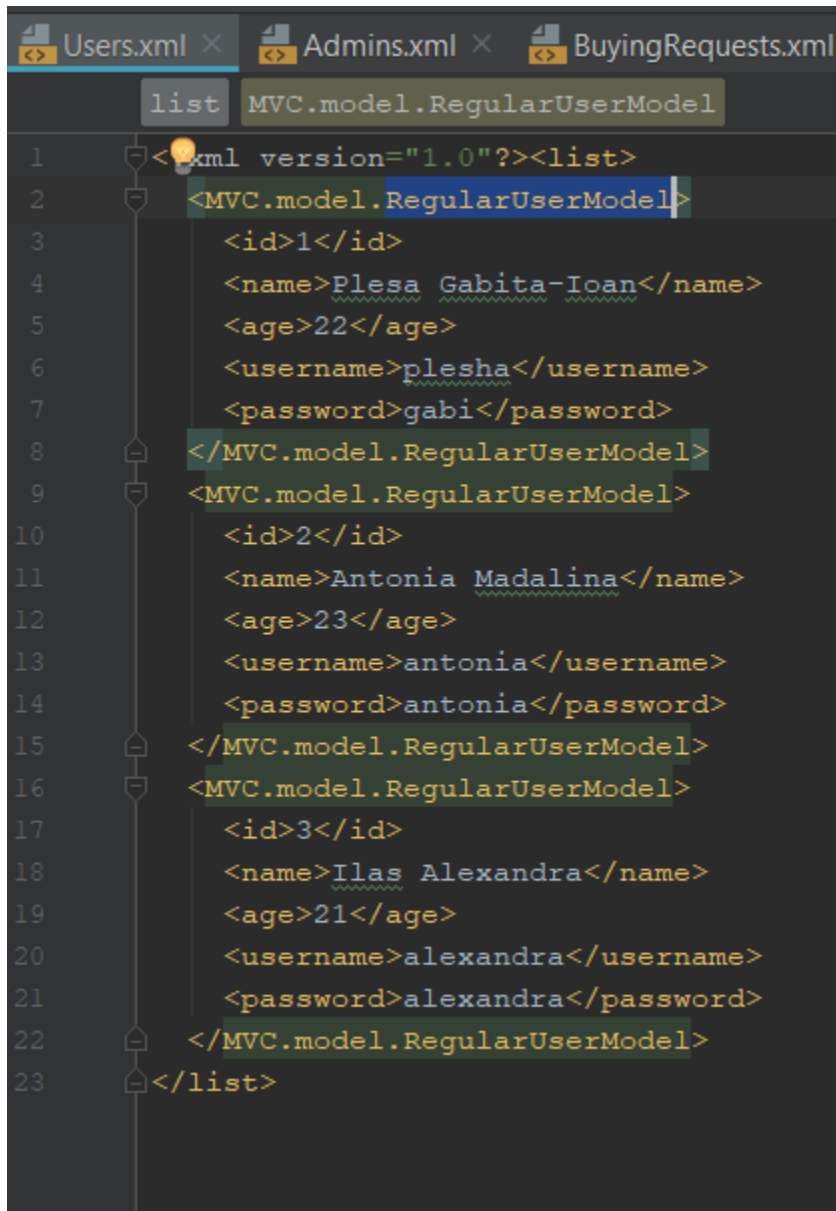 Users.xml Admins.xml BuyingRequests.xml
list MVC.model.RegularUserModel
1 <?xml version="1.0"?><list>
2 <MVC.model.RegularUserModel>
3 <id>1</id>
4 <name>Plesa Gabita-Ioan</name>
5 <age>22</age>
6 <username>plesha</username>
7 <password>gabi</password>
8 </MVC.model.RegularUserModel>
9 <MVC.model.RegularUserModel>
10 <id>2</id>
11 <name>Antonia Madalina</name>
12 <age>23</age>
13 <username>antonia</username>
14 <password>antonia</password>
15 </MVC.model.RegularUserModel>
16 <MVC.model.RegularUserModel>
17 <id>3</id>
18 <name>Ilas Alexandra</name>
19 <age>21</age>
20 <username>alexandra</username>
21 <password>alexandra</password>
22 </MVC.model.RegularUserModel>
23 </list>